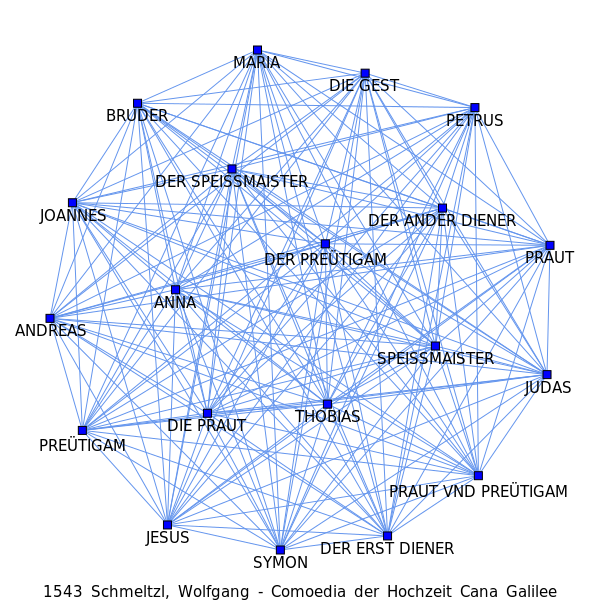 MARIA
DIE GEST
BRUDER
PETRUS
DER SPEISSMAISTER
JOANNES
DER ANDER DIENER
DER PREÜTIGAM
PRAUT
ANNA
ANDREAS
SPEISSMAISTER
JUDAS
DIE PRAUT
THOBIAS
PREÜTIGAM
PRAUT VND PREÜTIGAM
JESUS
DER ERST DIENER
SYMON
1543 Schmeltzl, Wolfgang - Comoedia der Hochzeit Cana Galilee